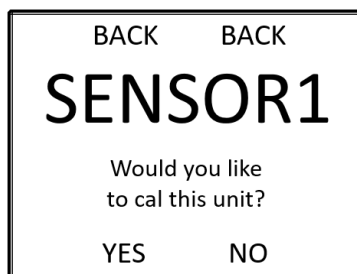 BACK BACK
SENSOR1
Would you like
to cal this unit?
YES NO